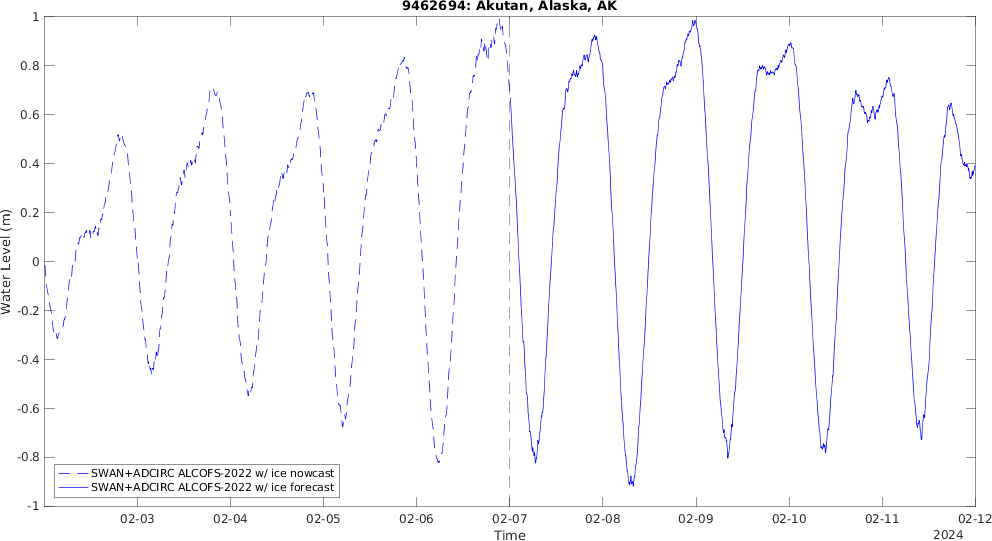 9462694: Akutan, Alaska, AK
Water Level (m)
1
0.8
0.6
0.4
0.2
0
-0.2
-0.4
-0.6
-0.8
-1
SWAN+ADCIRC ALCOFS-2022 w/ ice nowcast
SWAN+ADCIRC ALCOFS-2022 w/ ice forecast
02-03 02-04 02-05 02-06 02-07 02-08 02-09 02-10 02-11 02-12
Time
2024